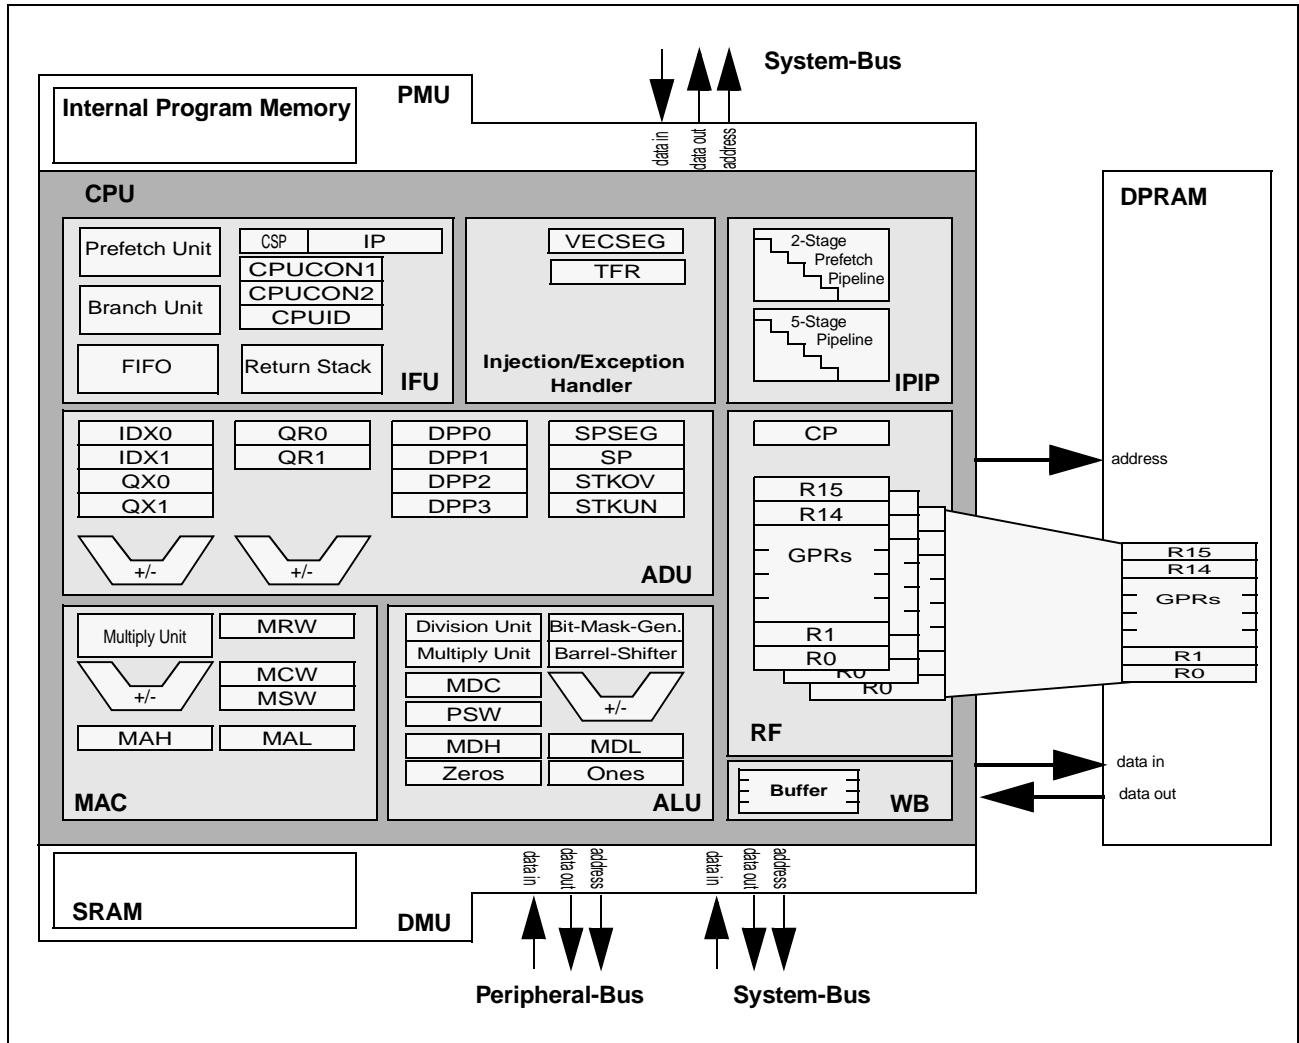 System-Bus
PMU
Internal Program Memory
data in
data out
address
CPU
DPRAM
Prefetch Unit
CSP
IP
CPUCON1
CPUCON2
CPUID
Branch Unit
FIFO
Return Stack
IFU
VECSEG
TFR
Injection/Exception
Handler
2-Stage
Prefetch
Pipeline
5-Stage
Pipeline
IPIP
IDX0
IDX1
QX0
QX1
QR0
QR1
DPP0
DPP1
DPP2
DPP3
SPSEG
SP
STKOV
STKUN
+/-
+/-
ADU
CP
R15
R14
GPRs
R1
R0
R0
R0
RF
address
R15
R14
GPRs
R1
R0
Multiply Unit
MRW
+/-
MCW
MSW
MAH
MAL
MAC
Division Unit
Bit-Mask-Gen.
Multiply Unit
Barrel-Shifter
MDC
PSW
+/-
MDH
MDL
Zeros
Ones
ALU
Buffer
WB
data in
data out
SRAM
DMU
data in
data out
address
data in
data out
address
Peripheral-Bus
System-Bus